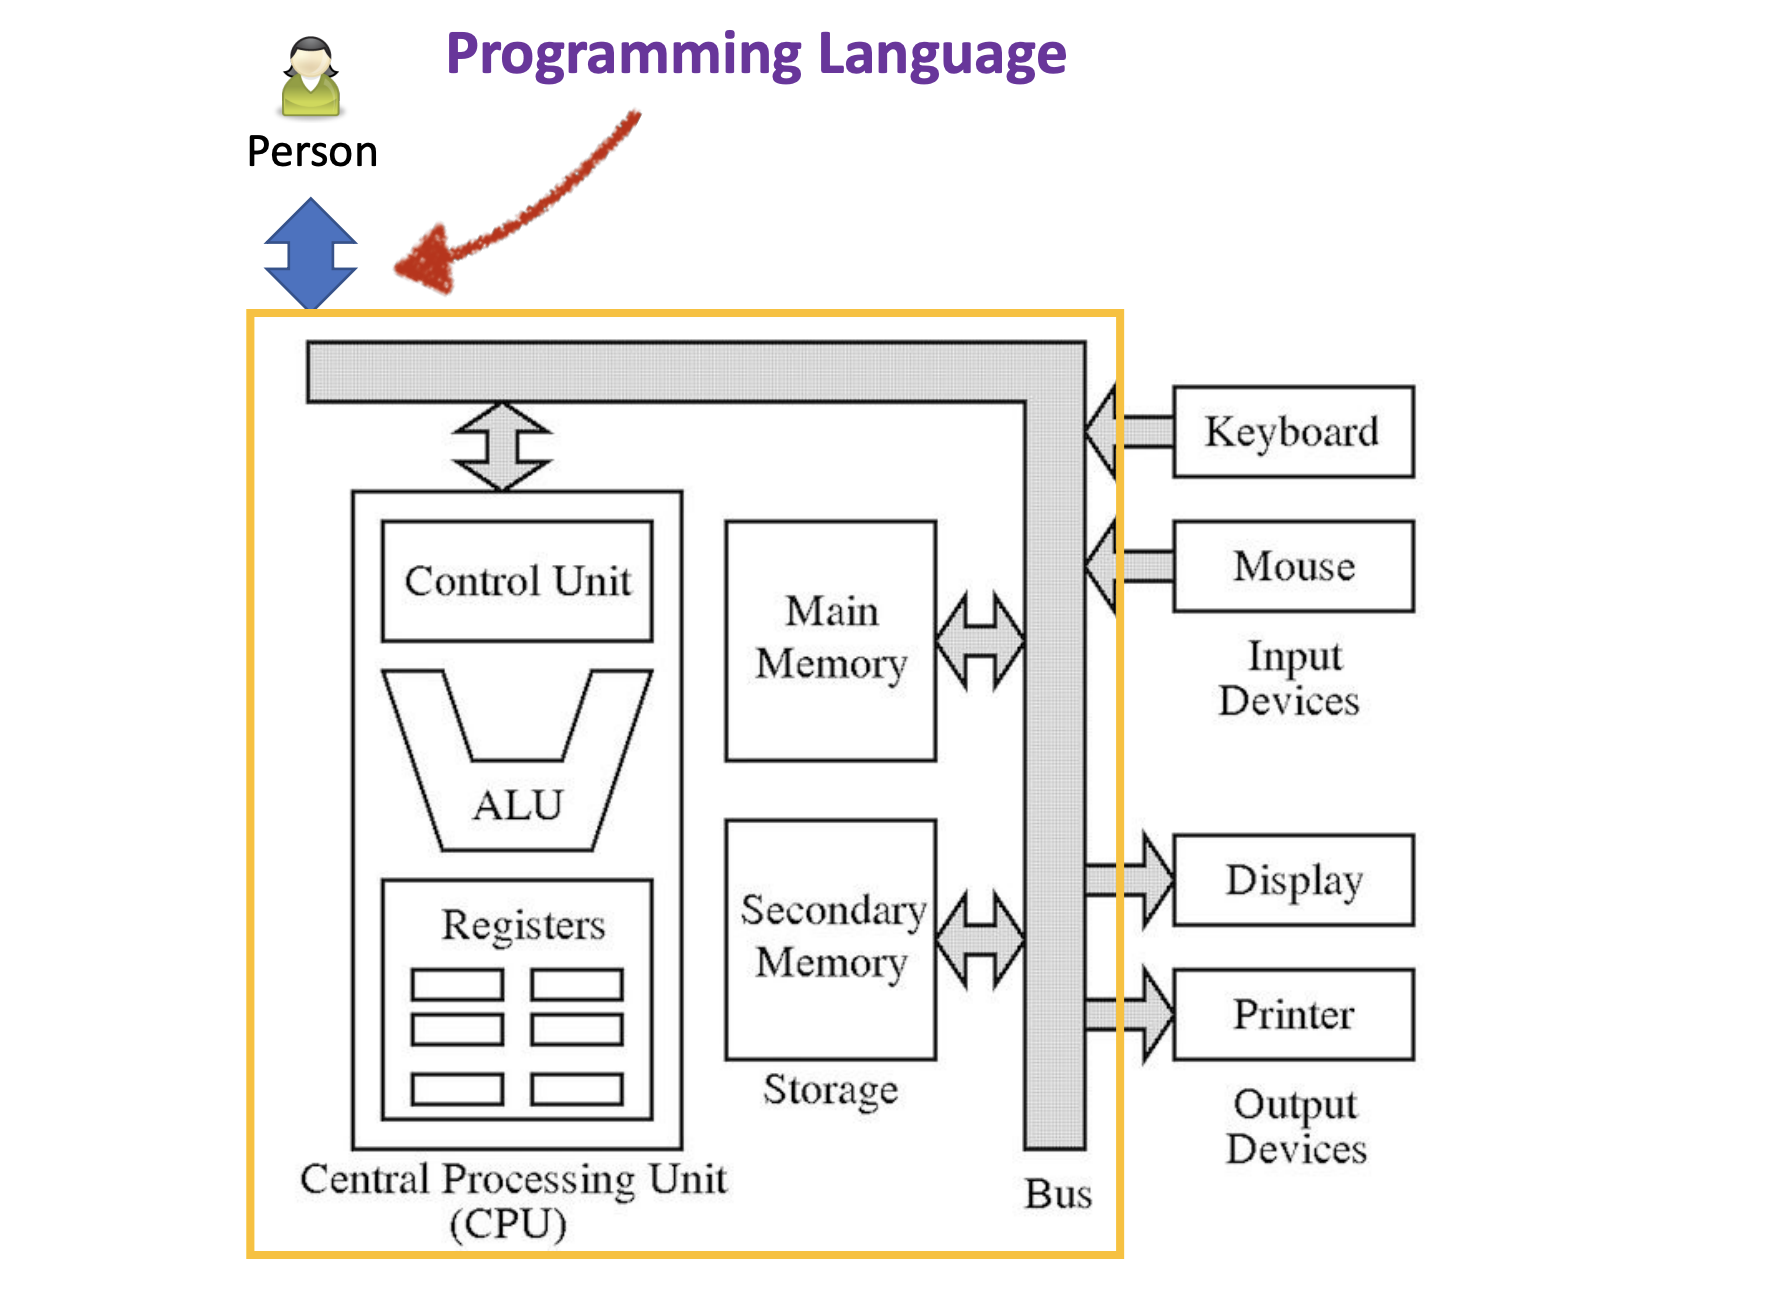 Programming Language
Person
Keyboard
Control Unit
Mouse
Main
Memory
Input
Devices
ALU
Display
Registers
Secondary
Memory
Printer
Storage
Output
Devices
Central Processing Unit
(CPU)
Bus